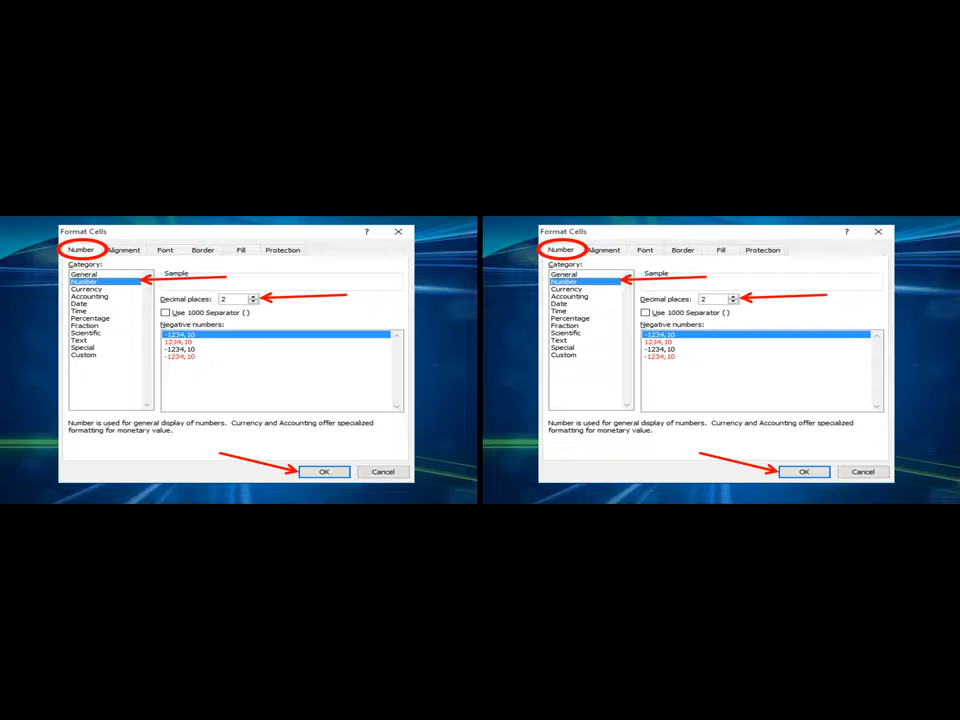 Format Cells ? ×
Number Alignment Font Border Fill Protection
Category:
General
Number
Currency
Accounting
Date
Time
Percentage
Fraction
Scientific
Text
Special
Custom
Sample
Decimal places: 2
Use 1000 Separator ( )
Negative numbers:
-1234,10
1234,10
-1234,10
-1234,10
Number is used for general display of numbers. Currency and Accounting offer specialized
formatting for monetary value.
OK Cancel
Format Cells ? ×
Number Alignment Font Border Fill Protection
Category:
General
Number
Currency
Accounting
Date
Time
Percentage
Fraction
Scientific
Text
Special
Custom
Sample
Decimal places: 2
Use 1000 Separator ( )
Negative numbers:
-1234,10
1234,10
-1234,10
-1234,10
Number is used for general display of numbers. Currency and Accounting offer specialized
formatting for monetary value.
OK Cancel